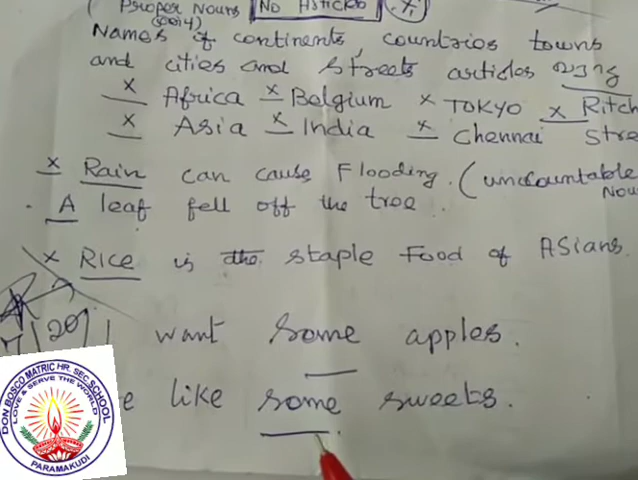 Proper Nouns NO Articles X
Names of continents, countries towns
and cities and streets articles வராது
X Africa X Belgium X TOKYO X Ritch
X Asia X India X Chennai Stre
X Rain can cause Flooding. (uncountable
Nou
. A leaf fell off the tree.
X RICE is the staple Food of ASians.
I want some apples.
e like some sweets.
DON BOSCO MATRIC HR. SEC. SCHOOL
LOVE & SERVE THE WORLD
PARAMAKUDI